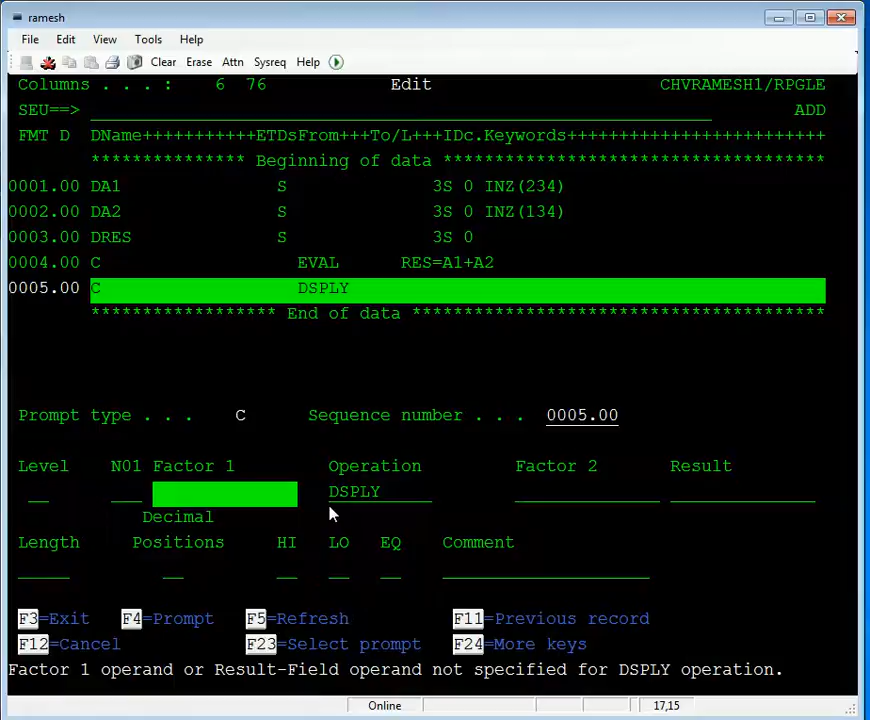 ramesh
File Edit View Tools Help
Clear Erase Attn Sysreq Help
Columns . . . : 6 76 Edit CHVRAMESH1/RPGLE
SEU==> ADD
FMT D DName+++++++++++ETDsFrom+++To/L+++IDc.Keywords+++++++++++++++++++++++++
*************** Beginning of data *************************************
0001.00 DA1 S 3S 0 INZ(234)
0002.00 DA2 S 3S 0 INZ(134)
0003.00 DRES S 3S 0
0004.00 C EVAL RES=A1+A2
0005.00 C DSPLY
****************** End of data ****************************************
Prompt type . . . C Sequence number . . . 0005.00
Level N01 Factor 1 Operation Factor 2 Result
DSPLY
Decimal
Length Positions HI LO EQ Comment
F3=Exit F4=Prompt F5=Refresh F11=Previous record
F12=Cancel F23=Select prompt F24=More keys
Factor 1 operand or Result-Field operand not specified for DSPLY operation.
Online 17,15